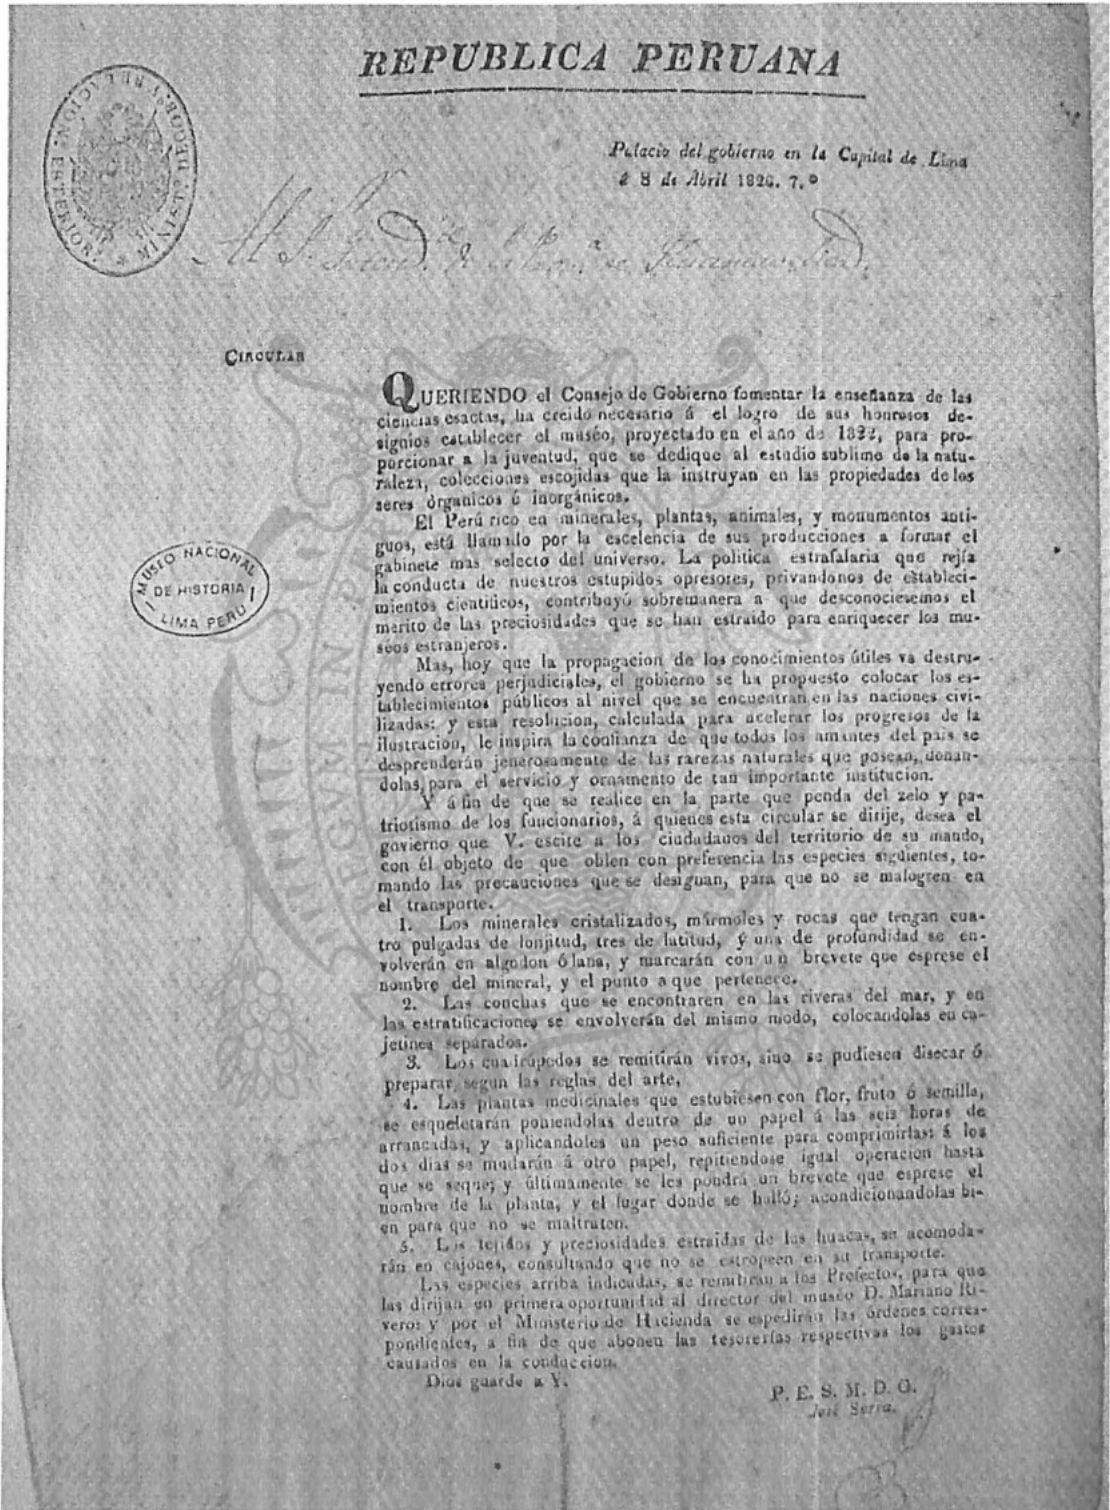 REPUBLICA PERUANA
Palacio del gobierno en la Capital de Lima
á 8 de Abril 1826. 7.º
Al S.
CIRCULAR
QUERIENDO el Consejo de Gobierno fomentar la enseñanza de las
ciencias esactas, ha creido necesario á el logro de sus honrosos de-
signios establecer el muséo, proyectado en el año de 1822, para pro-
porcionar a la juventud, que se dedique al estudio sublime de la natu-
raleza, colecciones escojidas que la instruyan en las propiedades de los
seres órganicos ó inorgánicos.
El Perú rico en minerales, plantas, animales, y monumentos anti-
guos, está llamado por la escelencia de sus producciones a formar el
gabinete mas selecto del universo. La politica estrafalaria que rejía
la conducta de nuestros estupidos opresores, privandonos de estableci-
mientos cientificos, contribuyó sobremanera a que desconociesemos el
merito de las preciosidades que se han estraido para enriquecer los mu-
séos estranjeros.
Mas, hoy que la propagacion de los conocimientos útiles va destru-
yendo errores perjudiciales, el gobierno se ha propuesto colocar los es-
tablecimientos públicos al nivel que se encuentran en las naciones civi-
lizadas: y esta resolucion, calculada para acelerar los progresos de la
ilustracion, le inspira la confianza de que todos los amantes del pais se
desprenderán jenerosamente de las rarezas naturales que posean, donan-
dolas para el servicio y ornamento de tan importante institucion.
Y á fin de que se realice en la parte que penda del zelo y pa-
triotismo de los funcionarios, á quienes esta circular se dirije, desea el
govierno que V. escite a los ciudadanos del territorio de su mando,
con él objeto de que oblen con preferencia las especies siguientes, to-
mando las precauciones que se designan, para que no se malogren en
el transporte.
1. Los minerales cristalizados, mármoles y rocas que tengan cua-
tro pulgadas de lonjitud, tres de latitud, y una de profundidad se en-
volverán en algodon ó lana, y marcarán con un brevete que esprese el
nombre del mineral, y el punto a que pertenece.
2. Las conchas que se encontraren en las riveras del mar, y en
las estratificaciones se envolverán del mismo modo, colocandolas en ca-
jetines separados.
3. Los cuadrúpedos se remitirán vivos, sino se pudiesen disecar ó
preparar segun las reglas del arte.
4. Las plantas medicinales que estubiesen con flor, fruto ó semilla,
se esqueletarán poniendolas dentro de un papel á las seis horas de
arrancadas, y aplicandoles un peso suficiente para comprimirlas: á los
dos dias se mudarán á otro papel, repitiendose igual operacion hasta
que se seque; y últimamente se les pondrá un brevete que esprese el
nombre de la planta, y el lugar donde se halló; acondicionandolas bi-
en para que no se maltraten.
5. Los tejidos y preciosidades estraidas de las huacas, se acomoda-
rán en cajones, consultando que no se estropeen en su transporte.
Las especies arriba indicadas, se remitiran a los Prefectos, para que
las dirijan en primera oportunidad al director del muséo D. Mariano Ri-
vero: y por el Ministerio de Hacienda se espedirán las órdenes corres-
pondientes, a fin de que abonen las tesorerías respectivas los gastos
causados en la conduccion.
Dios guarde a V.
P. E. S. M. D. G.
José Serra.
MUSEO NACIONAL
DE HISTORIA
LIMA PERU